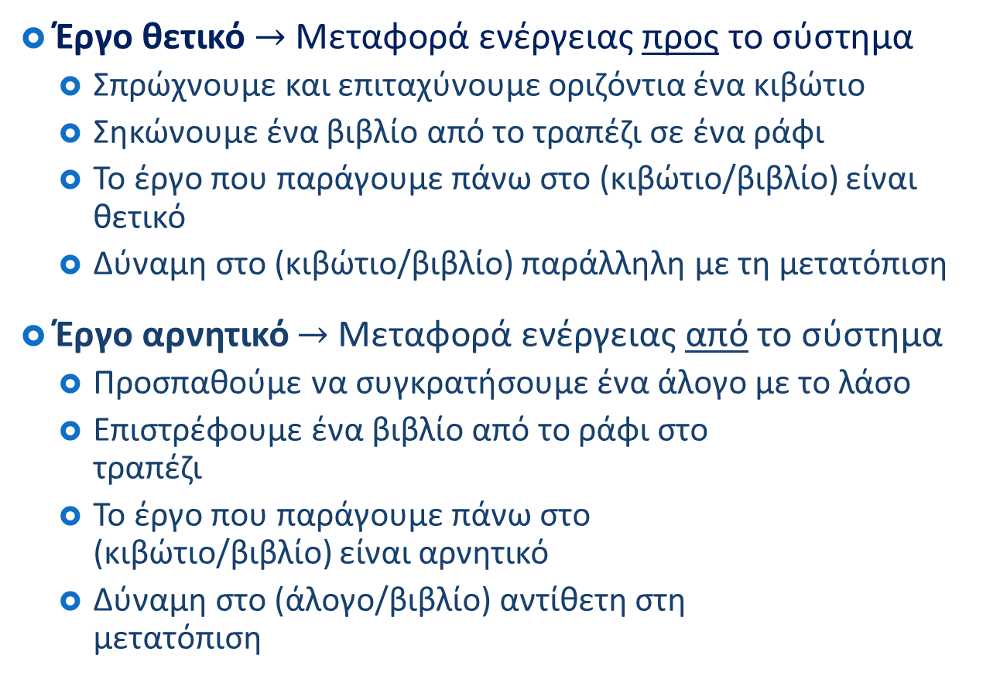 Έργο θετικό → Μεταφορά ενέργειας προς το σύστημα
Σπρώχνουμε και επιταχύνουμε οριζόντια ένα κιβώτιο
Σηκώνουμε ένα βιβλίο από το τραπέζι σε ένα ράφι
Το έργο που παράγουμε πάνω στο (κιβώτιο/βιβλίο) είναι
θετικό
Δύναμη στο (κιβώτιο/βιβλίο) παράλληλη με τη μετατόπιση
Έργο αρνητικό → Μεταφορά ενέργειας από το σύστημα
Προσπαθούμε να συγκρατήσουμε ένα άλογο με το λάσο
Επιστρέφουμε ένα βιβλίο από το ράφι στο
τραπέζι
Το έργο που παράγουμε πάνω στο
(κιβώτιο/βιβλίο) είναι αρνητικό
Δύναμη στο (άλογο/βιβλίο) αντίθετη στη
μετατόπιση